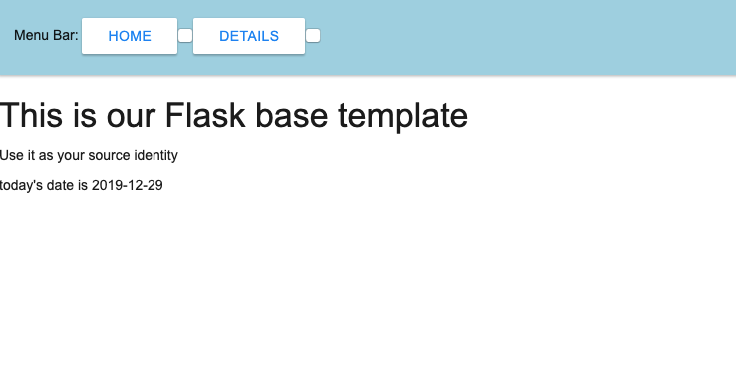 Menu Bar: HOME DETAILS
This is our Flask base template
Use it as your source identity
today's date is 2019-12-29